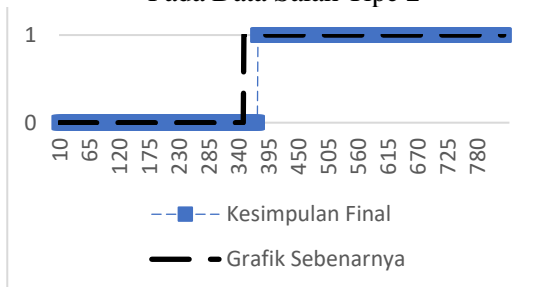 Pada Data Salak Tipe 2
1
0
10 65 120 175 230 285 340 395 450 505 560 615 670 725 780
Kesimpulan Final
Grafik Sebenarnya